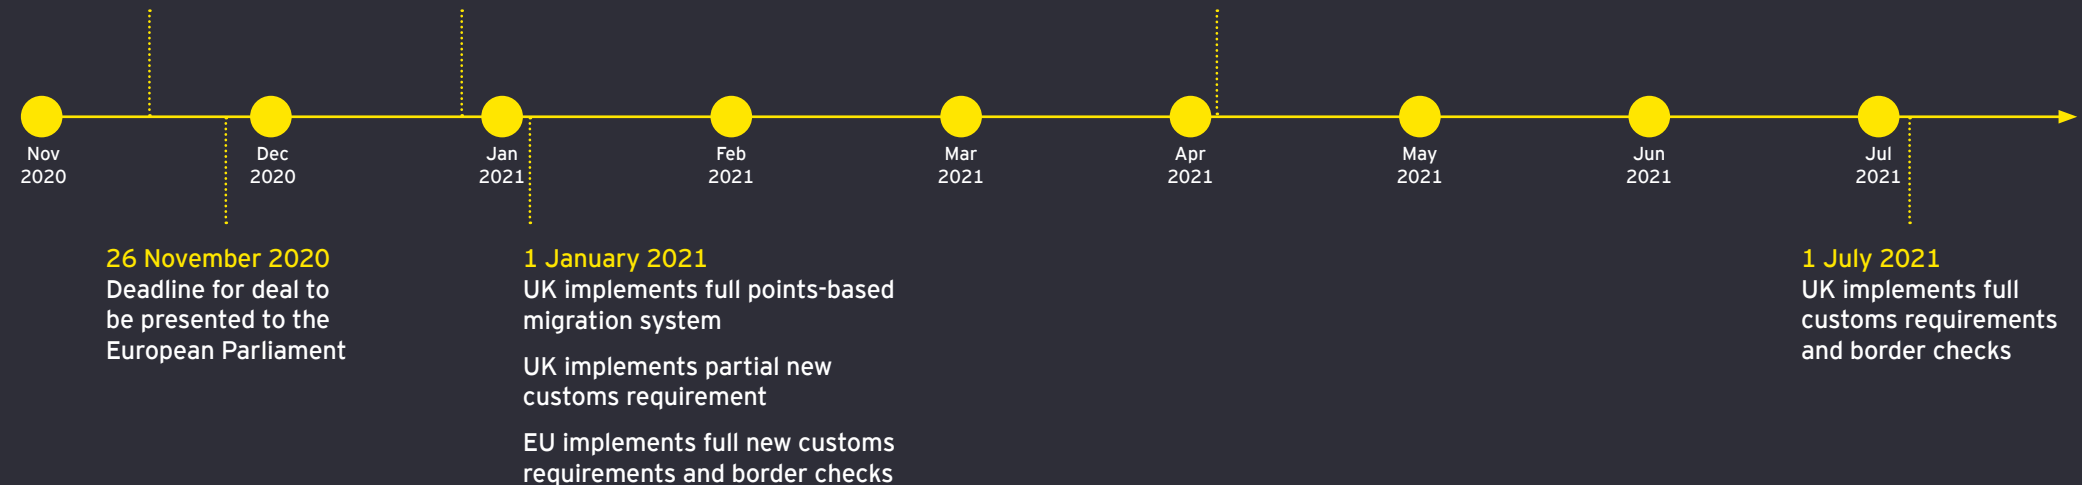 Nov
2020
Dec
2020
Jan
2021
Feb
2021
Mar
2021
Apr
2021
May
2021
Jun
2021
Jul
2021
26 November 2020
Deadline for deal to
be presented to the
European Parliament
1 January 2021
UK implements full points-based
migration system
UK implements partial new
customs requirement
EU implements full new customs
requirements and border checks
1 July 2021
UK implements full
customs requirements
and border checks